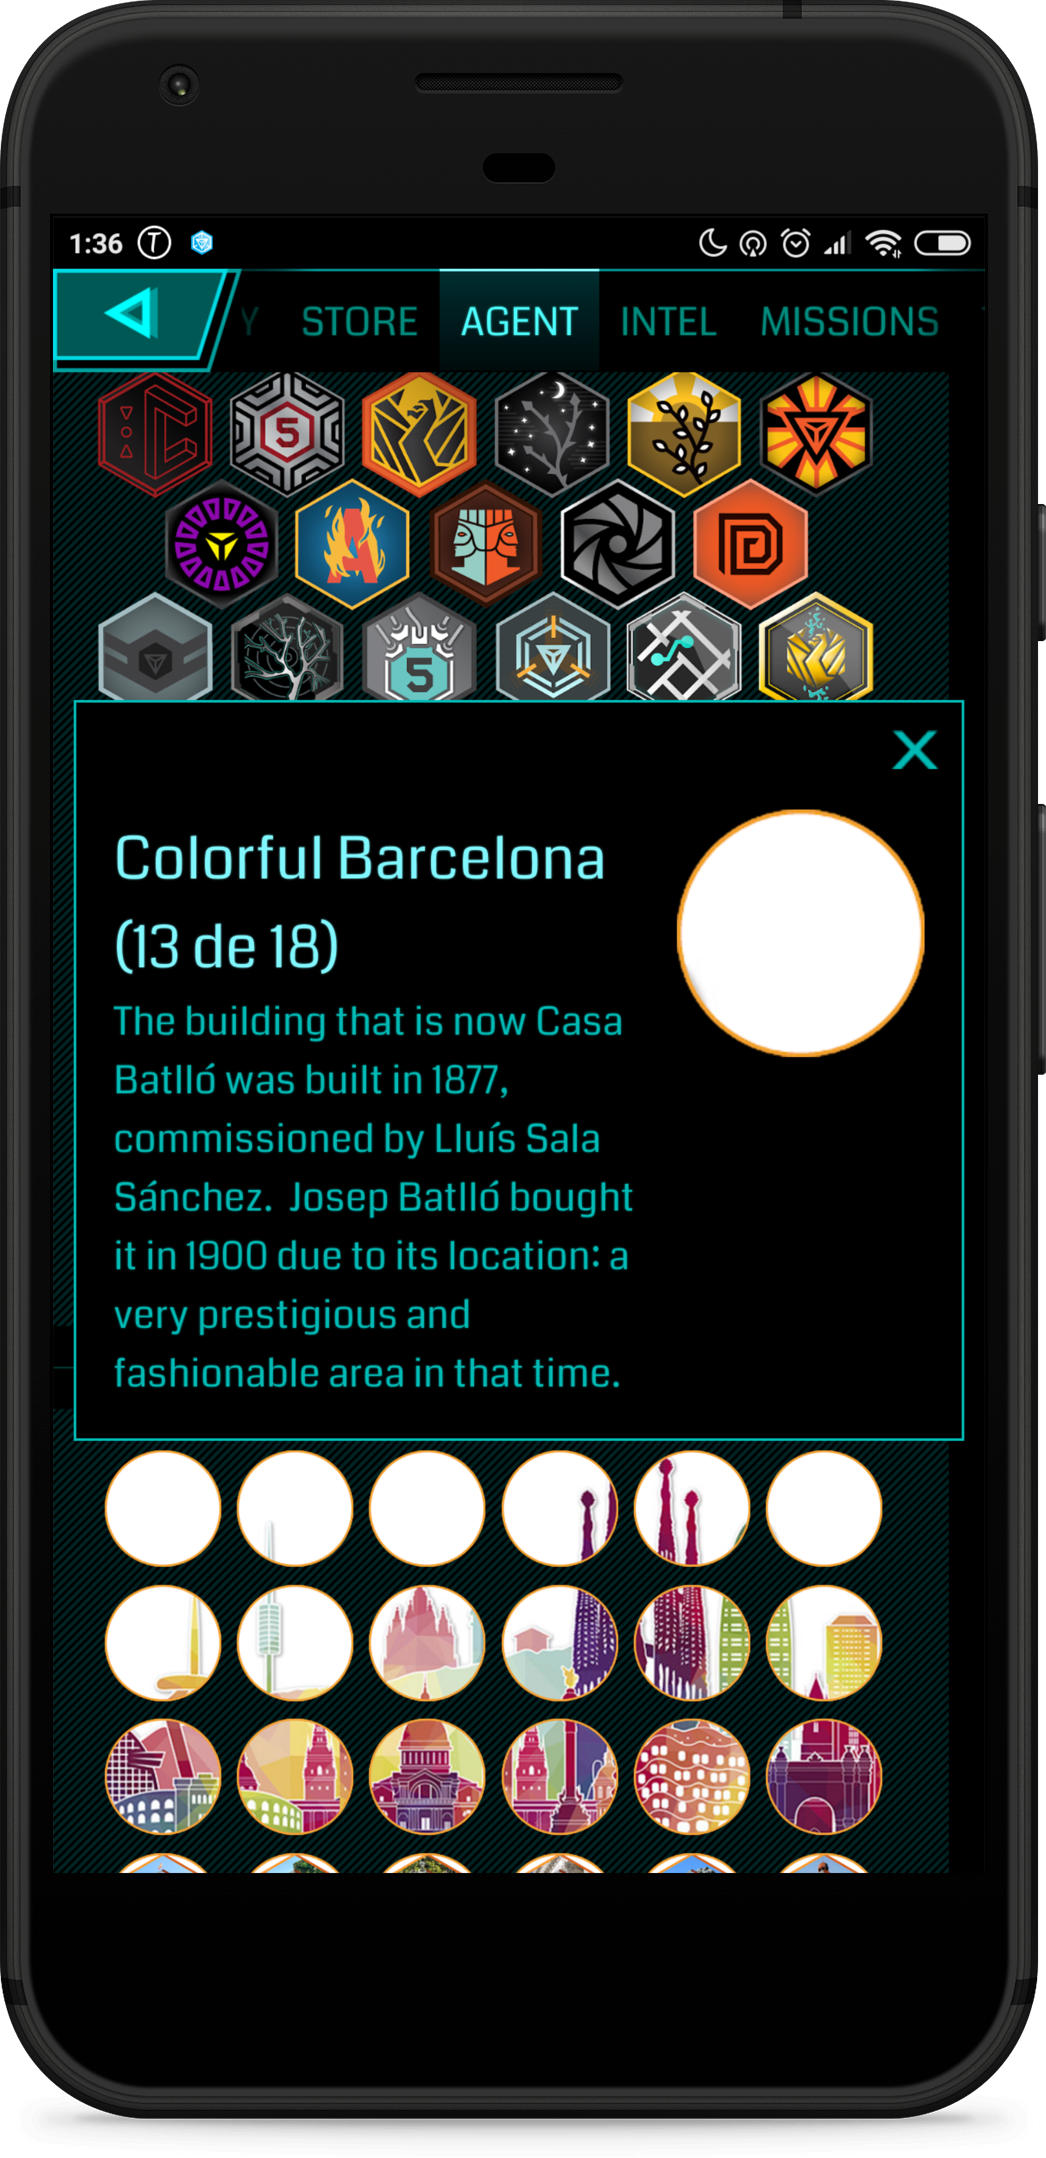 1:36
Y STORE AGENT INTEL MISSIONS
5
5
Colorful Barcelona
(13 de 18)
The building that is now Casa
Batlló was built in 1877,
commissioned by Lluís Sala
Sánchez. Josep Batlló bought
it in 1900 due to its location: a
very prestigious and
fashionable area in that time.